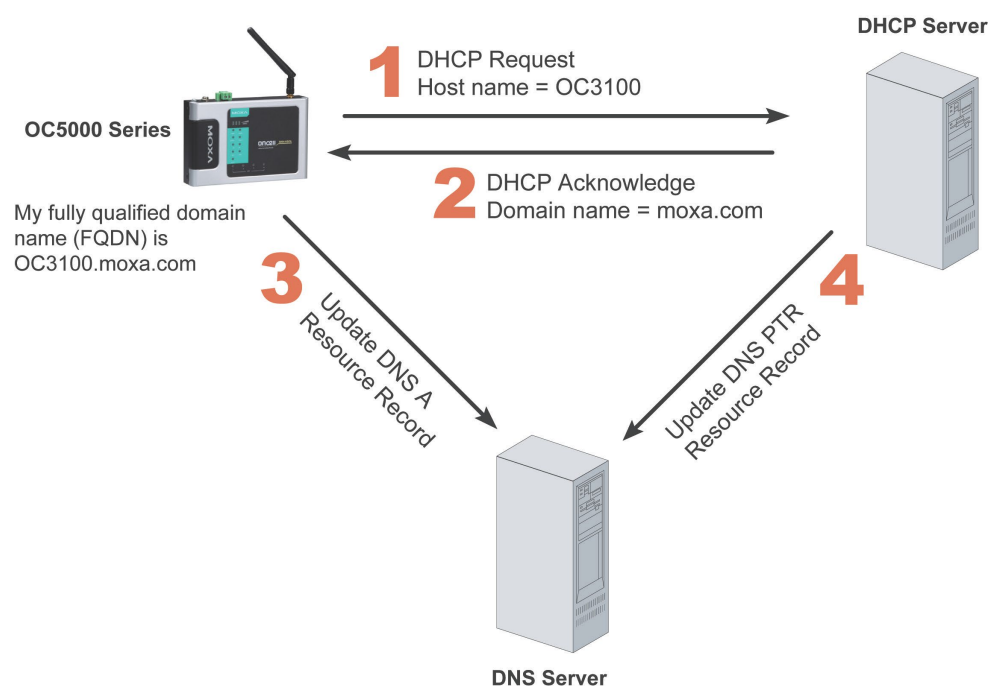 DHCP Server
1
DHCP Request
Host name = OC3100
OC5000 Series
MOXA
2
DHCP Acknowledge
Domain name = moxa.com
My fully qualified domain
name (FQDN) is
OC3100.moxa.com
3
Update DNS A
Resource Record
4
Update DNS PTR
Resource Record
DNS Server